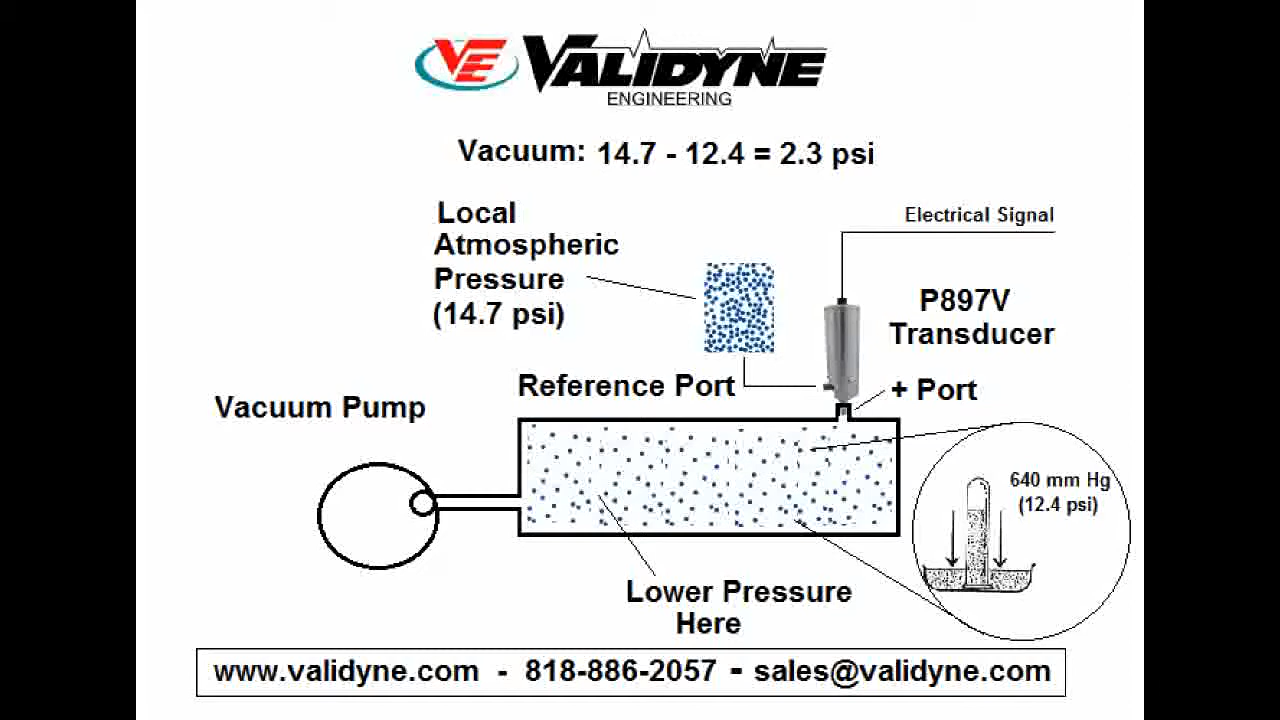 VE VALIDYNE
ENGINEERING
Vacuum: 14.7 - 12.4 = 2.3 psi
Local
Atmospheric
Pressure
(14.7 psi)
Electrical Signal
P897V
Transducer
Reference Port
+ Port
Vacuum Pump
640 mm Hg
(12.4 psi)
Lower Pressure
Here
www.validyne.com - 818-886-2057 - sales@validyne.com